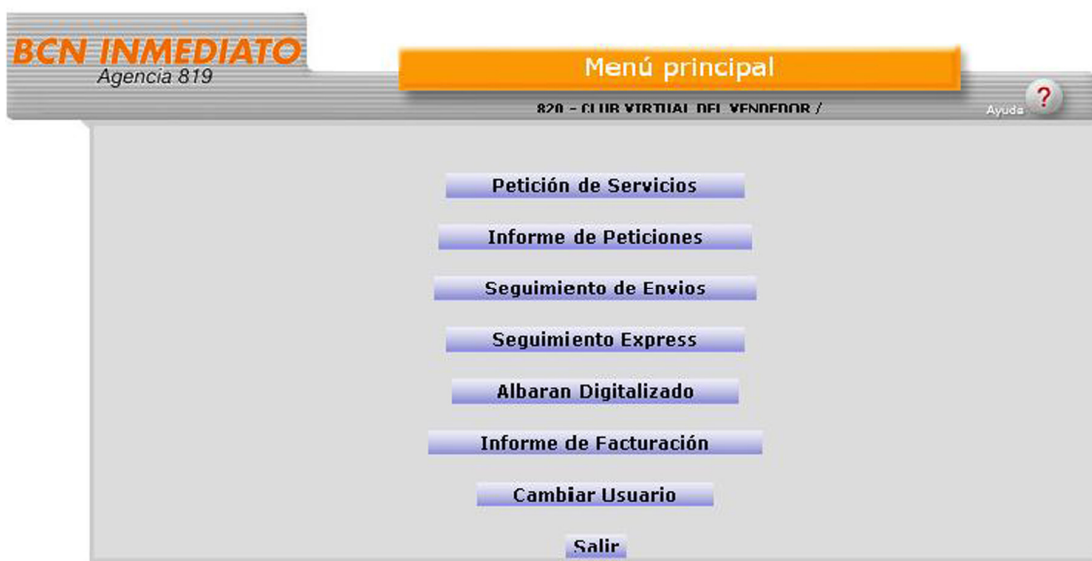 BCN INMEDIATO
Agencia 819
Menú principal
820 - CLUB VIRTUAL DEL VENDEDOR /
Ayuda ?
Petición de Servicios
Informe de Peticiones
Seguimiento de Envios
Seguimiento Express
Albaran Digitalizado
Informe de Facturación
Cambiar Usuario
Salir